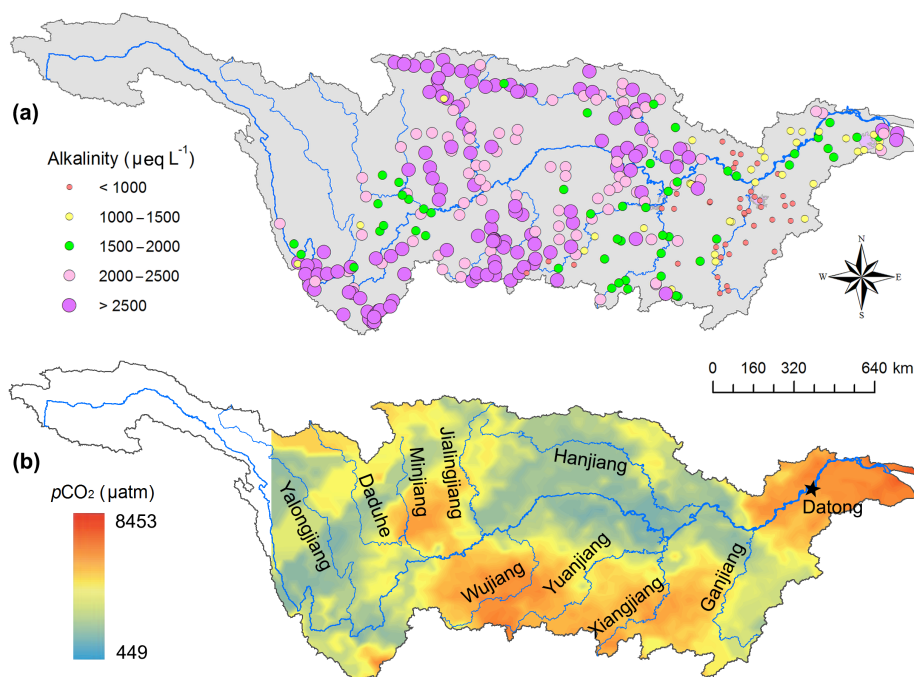 (a)
Alkalinity (µeq L⁻¹)
< 1000
1000 – 1500
1500 – 2000
2000 – 2500
> 2500
N
W E
S
0 160 320 640 km
(b)
pCO₂ (µatm)
8453
449
Yalongjiang
Daduhe
Minjiang
Jialingjiang
Hanjiang
Wujiang
Yuanjiang
Xiangjiang
Ganjiang
Datong